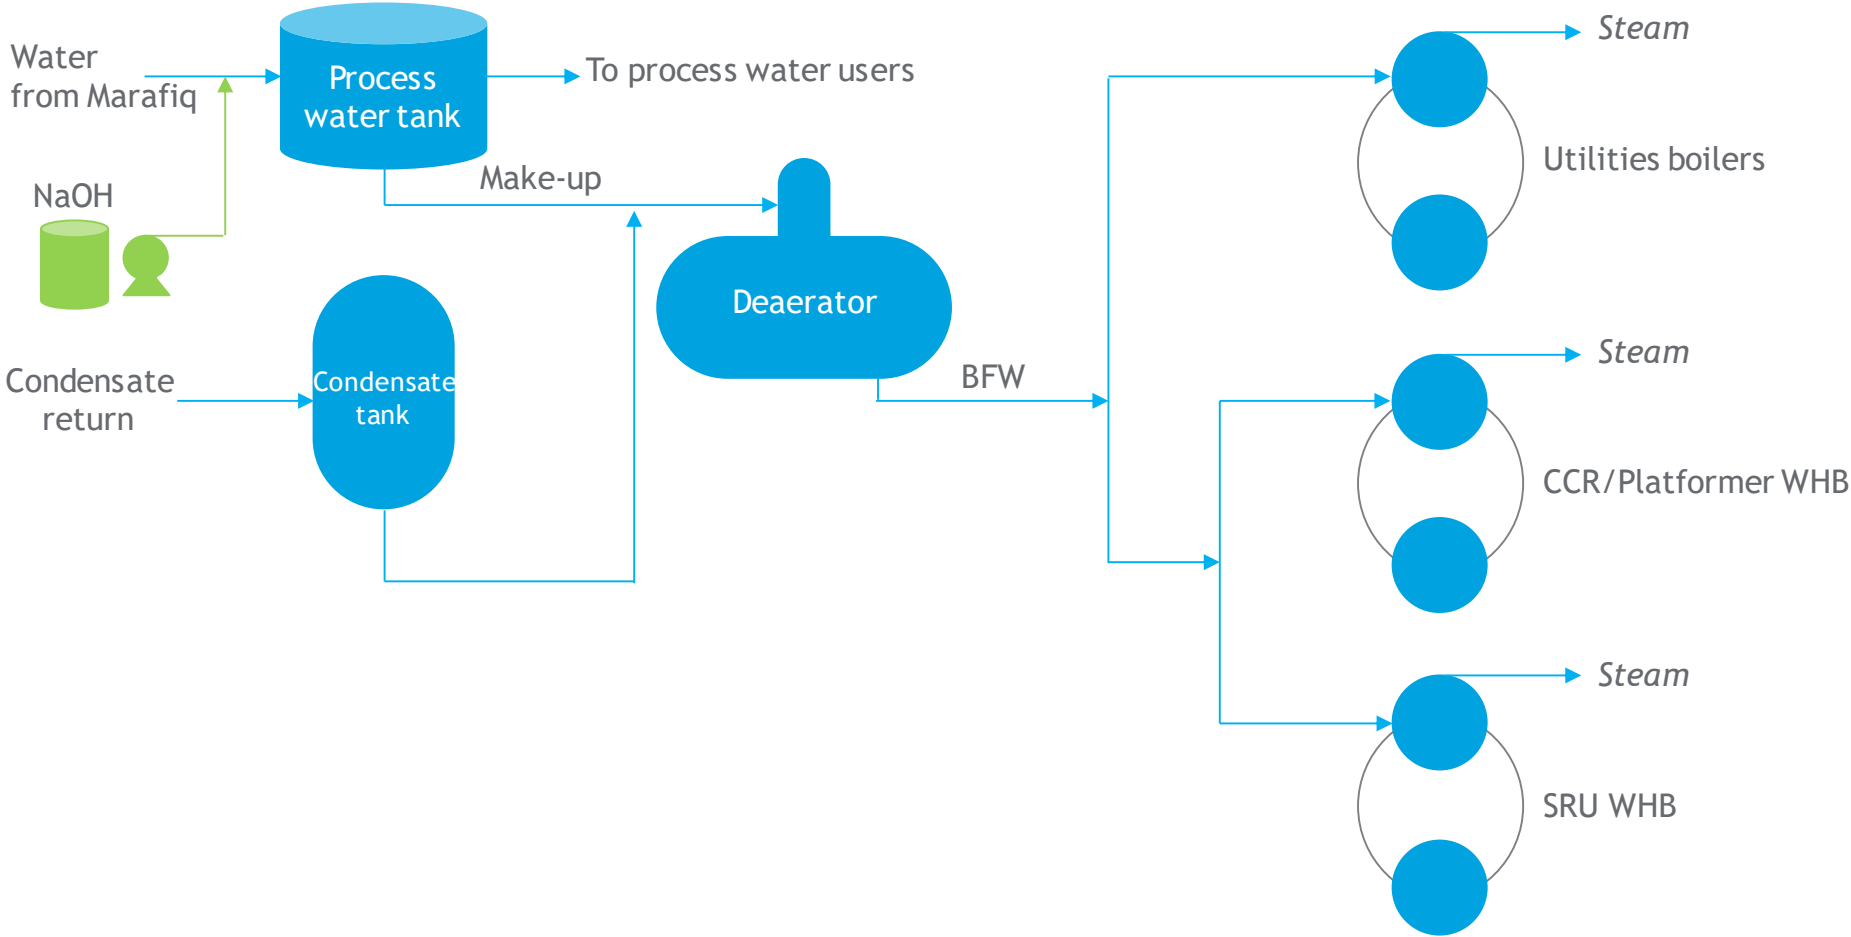 Water
from Marafiq
Process
water tank
To process water users
Steam
NaOH
Make-up
Utilities boilers
Deaerator
Condensate
return
Condensate
tank
BFW
Steam
CCR/Platformer WHB
Steam
SRU WHB